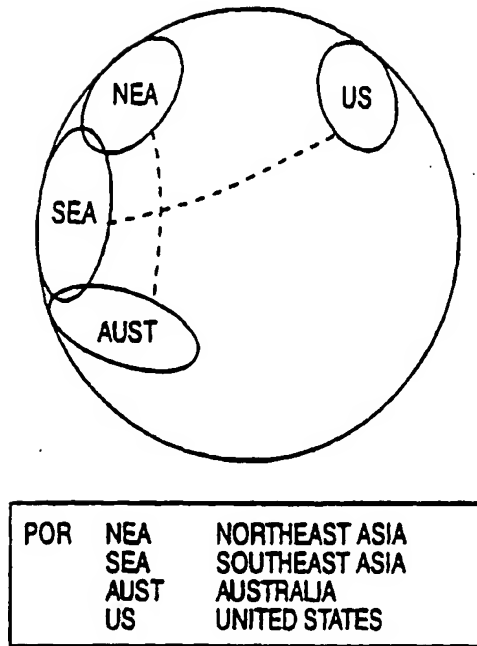 NEA
US
SEA
AUST
POR NEA NORTHEAST ASIA
SEA SOUTHEAST ASIA
AUST AUSTRALIA
US UNITED STATES